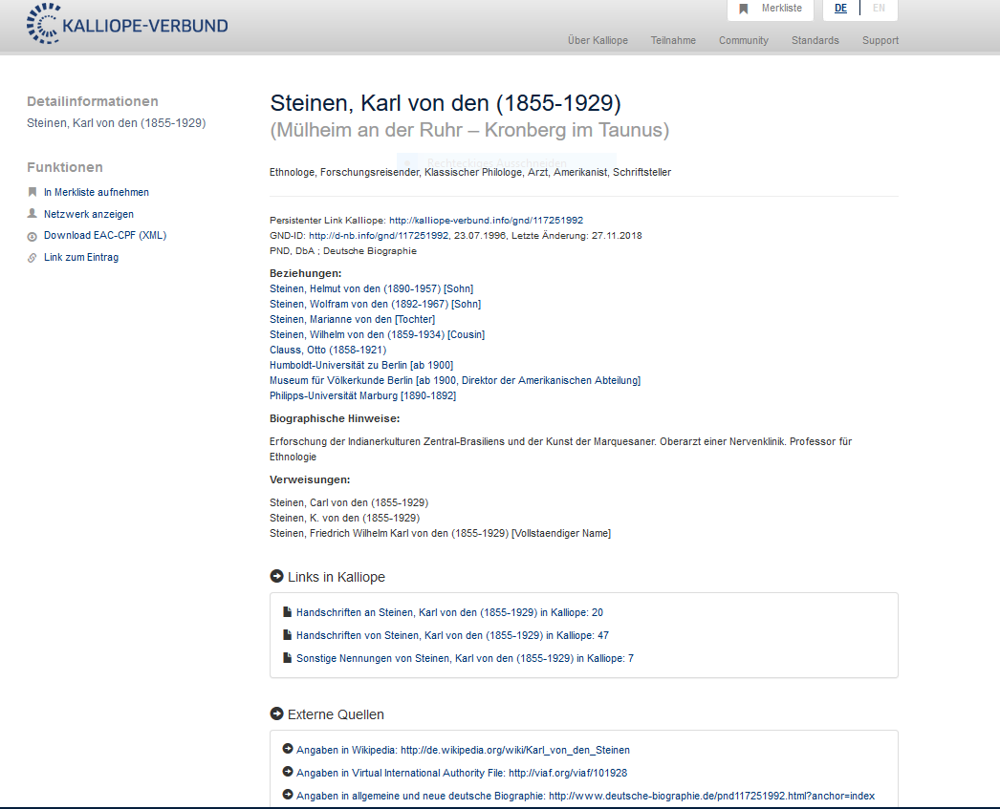 KALLIOPE-VERBUND
Merkliste
DE
EN
Über Kalliope
Teilnahme
Community
Standards
Support
Detailinformationen
Steinen, Karl von den (1855-1929)
Funktionen
In Merkliste aufnehmen
Netzwerk anzeigen
Download EAC-CPF (XML)
Link zum Eintrag
Steinen, Karl von den (1855-1929)
(Mülheim an der Ruhr – Kronberg im Taunus)
Rechteckiges Ausschneiden
Ethnologe, Forschungsreisender, Klassischer Philologe, Arzt, Amerikanist, Schriftsteller
Persistenter Link Kalliope: http://kalliope-verbund.info/gnd/117251992
GND-ID: http://d-nb.info/gnd/117251992, 23.07.1996, Letzte Änderung: 27.11.2018
PND, DbA ; Deutsche Biographie
Beziehungen:
Steinen, Helmut von den (1890-1957) [Sohn]
Steinen, Wolfram von den (1892-1967) [Sohn]
Steinen, Marianne von den [Tochter]
Steinen, Wilhelm von den (1859-1934) [Cousin]
Clauss, Otto (1858-1921)
Humboldt-Universität zu Berlin [ab 1900]
Museum für Völkerkunde Berlin [ab 1900, Direktor der Amerikanischen Abteilung]
Philipps-Universität Marburg [1890-1892]
Biographische Hinweise:
Erforschung der Indianerkulturen Zentral-Brasiliens und der Kunst der Marquesaner. Oberarzt einer Nervenklinik. Professor für
Ethnologie
Verweisungen:
Steinen, Carl von den (1855-1929)
Steinen, K. von den (1855-1929)
Steinen, Friedrich Wilhelm Karl von den (1855-1929) [Vollstaendiger Name]
Links in Kalliope
Handschriften an Steinen, Karl von den (1855-1929) in Kalliope: 20
Handschriften von Steinen, Karl von den (1855-1929) in Kalliope: 47
Sonstige Nennungen von Steinen, Karl von den (1855-1929) in Kalliope: 7
Externe Quellen
Angaben in Wikipedia: http://de.wikipedia.org/wiki/Karl_von_den_Steinen
Angaben in Virtual International Authority File: http://viaf.org/viaf/101928
Angaben in allgemeine und neue deutsche Biographie: http://www.deutsche-biographie.de/pnd117251992.html?anchor=index